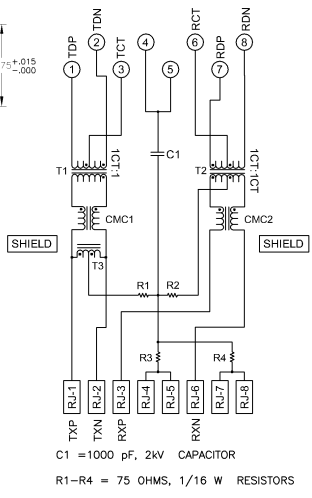 TDN
RCT
RDN
TDP
TCT
RDP
2
4
6
8
1
3
5
7
75 +.015
-.000
C1
T1
1CT:1
T2
1CT:1CT
CMC1
CMC2
SHIELD
SHIELD
T3
R1
R2
R3
R4
RJ-1
RJ-2
RJ-3
RJ-4
RJ-5
RJ-6
RJ-7
RJ-8
TXP
TXN
RXP
RXN
C1 =1000 pF, 2kV CAPACITOR
R1-R4 = 75 OHMS, 1/16 W RESISTORS